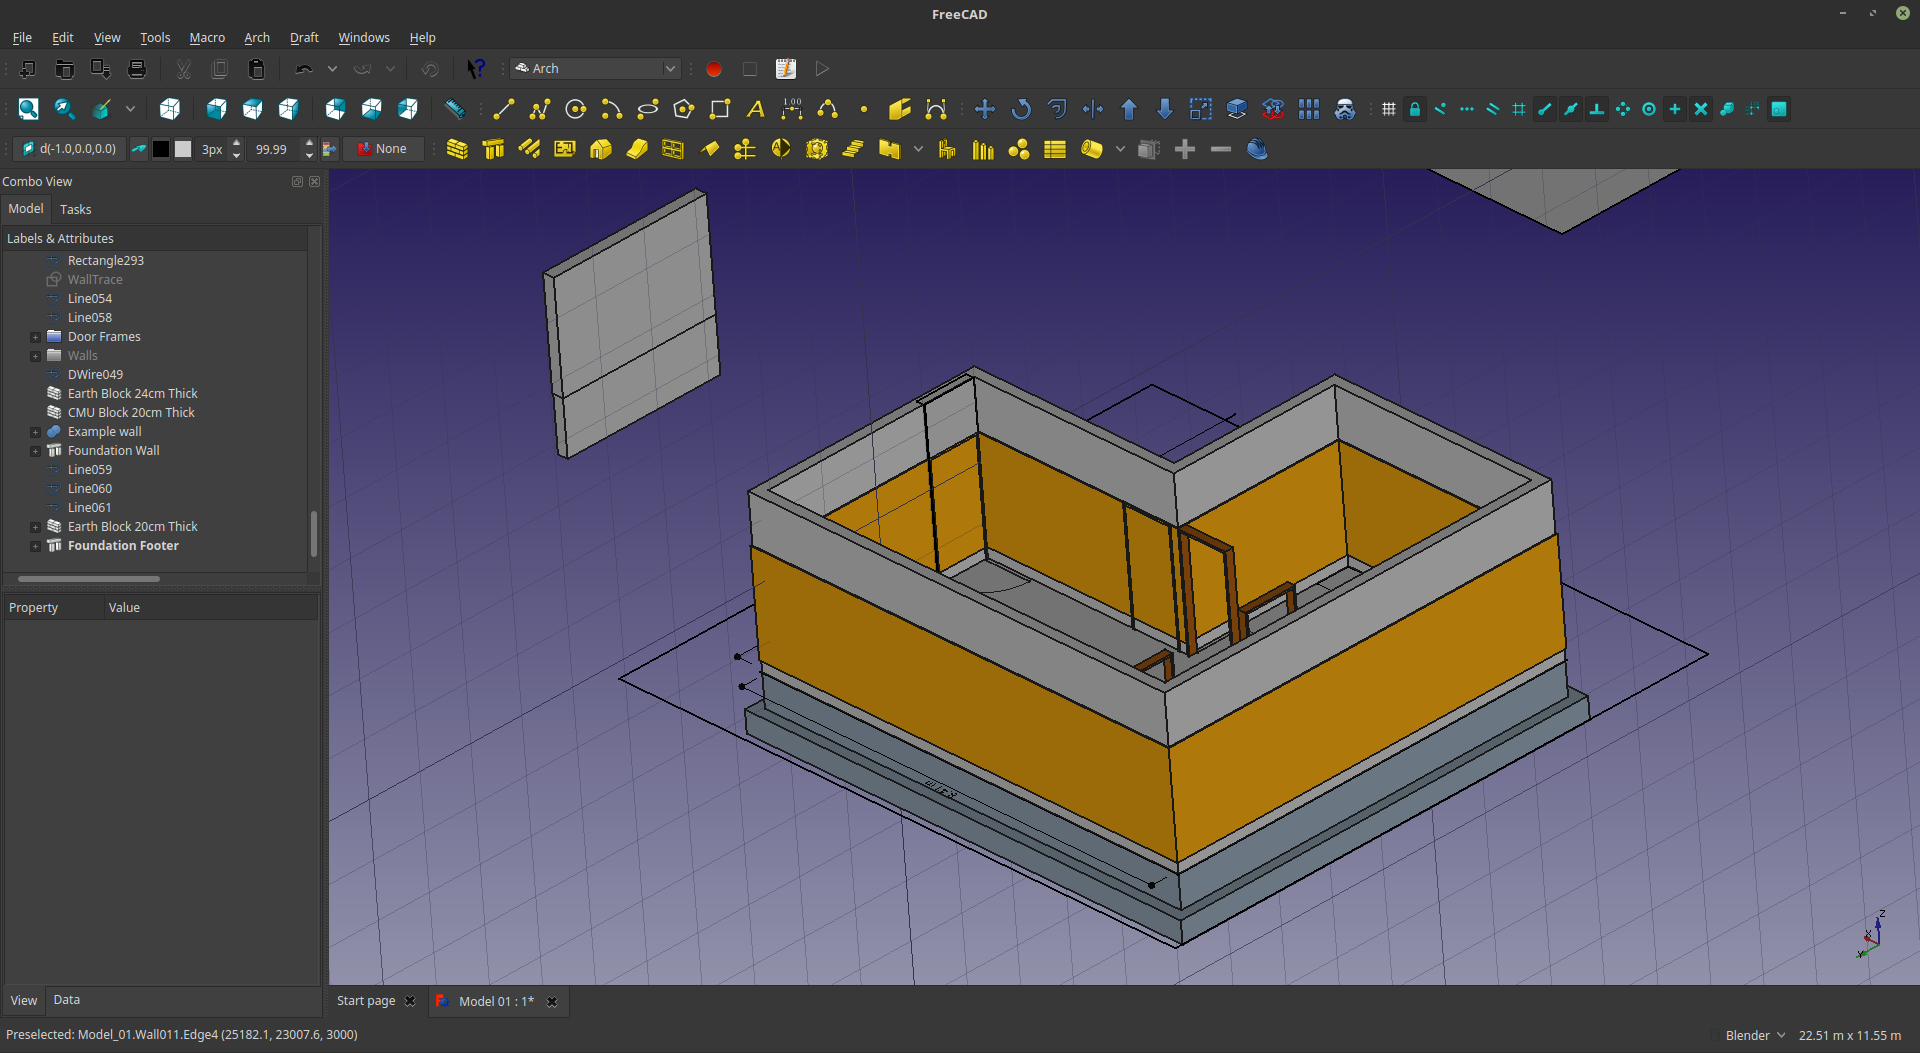 FreeCAD
File Edit View Tools Macro Arch Draft Windows Help
Arch
A 1.00
d(-1.0,0.0,0.0) 3px 99.99 None
Combo View
Model Tasks
Labels & Attributes
Rectangle293
WallTrace
Line054
Line058
Door Frames
Walls
DWire049
Earth Block 24cm Thick
CMU Block 20cm Thick
Example wall
Foundation Wall
Line059
Line060
Line061
Earth Block 20cm Thick
Foundation Footer
Property Value
z
x
y
View Data
Start page Model 01 : 1*
Preselected: Model_01.Wall011.Edge4 (25182.1, 23007.6, 3000)
Blender 22.51 m x 11.55 m